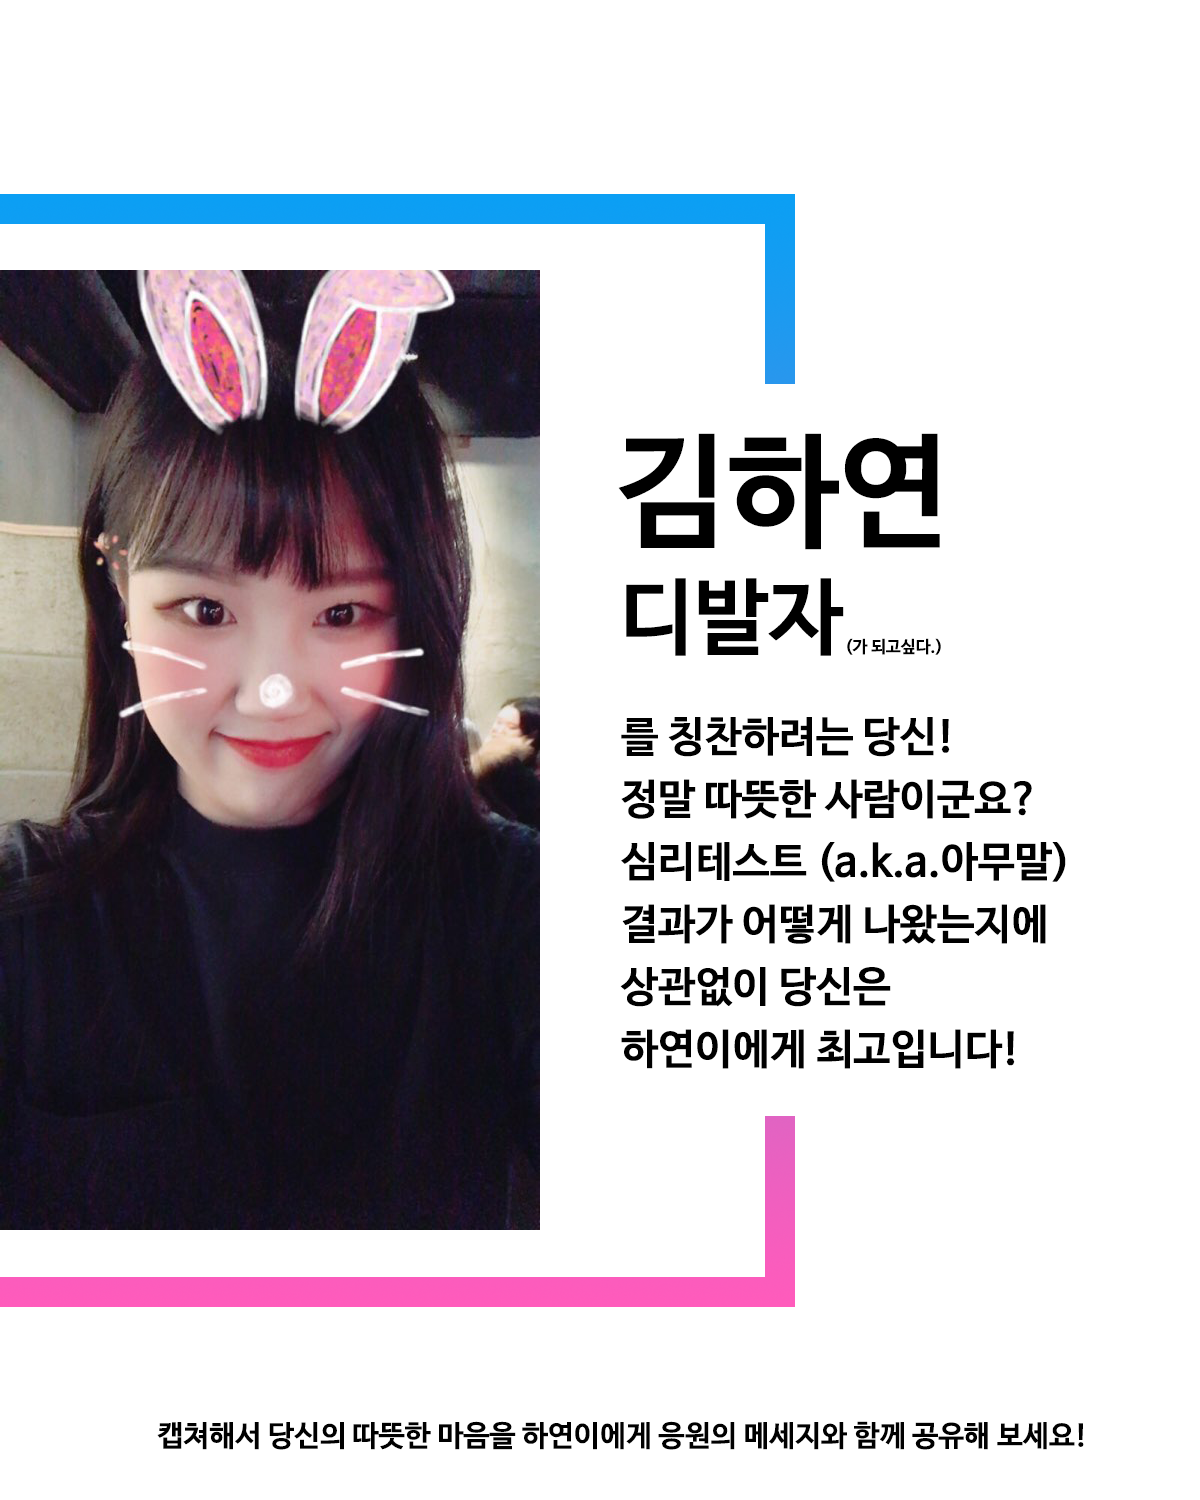 김하연
디발자(가 되고싶다.)
를 칭찬하려는 당신!
정말 따뜻한 사람이군요?
심리테스트 (a.k.a.아무말)
결과가 어떻게 나왔는지에
상관없이 당신은
하연이에게 최고입니다!
캡쳐해서 당신의 따뜻한 마음을 하연이에게 응원의 메세지와 함께 공유해 보세요!